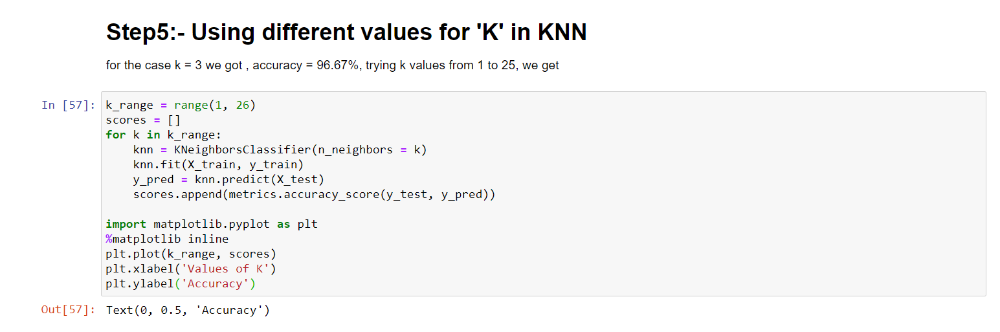 Step5:- Using different values for 'K' in KNN
for the case k = 3 we got , accuracy = 96.67%, trying k values from 1 to 25, we get
In [57]: k_range = range(1, 26)
scores = []
for k in k_range:
    knn = KNeighborsClassifier(n_neighbors = k)
    knn.fit(X_train, y_train)
    y_pred = knn.predict(X_test)
    scores.append(metrics.accuracy_score(y_test, y_pred))
import matplotlib.pyplot as plt
%matplotlib inline
plt.plot(k_range, scores)
plt.xlabel('Values of K')
plt.ylabel('Accuracy')
Out[57]: Text(0, 0.5, 'Accuracy')